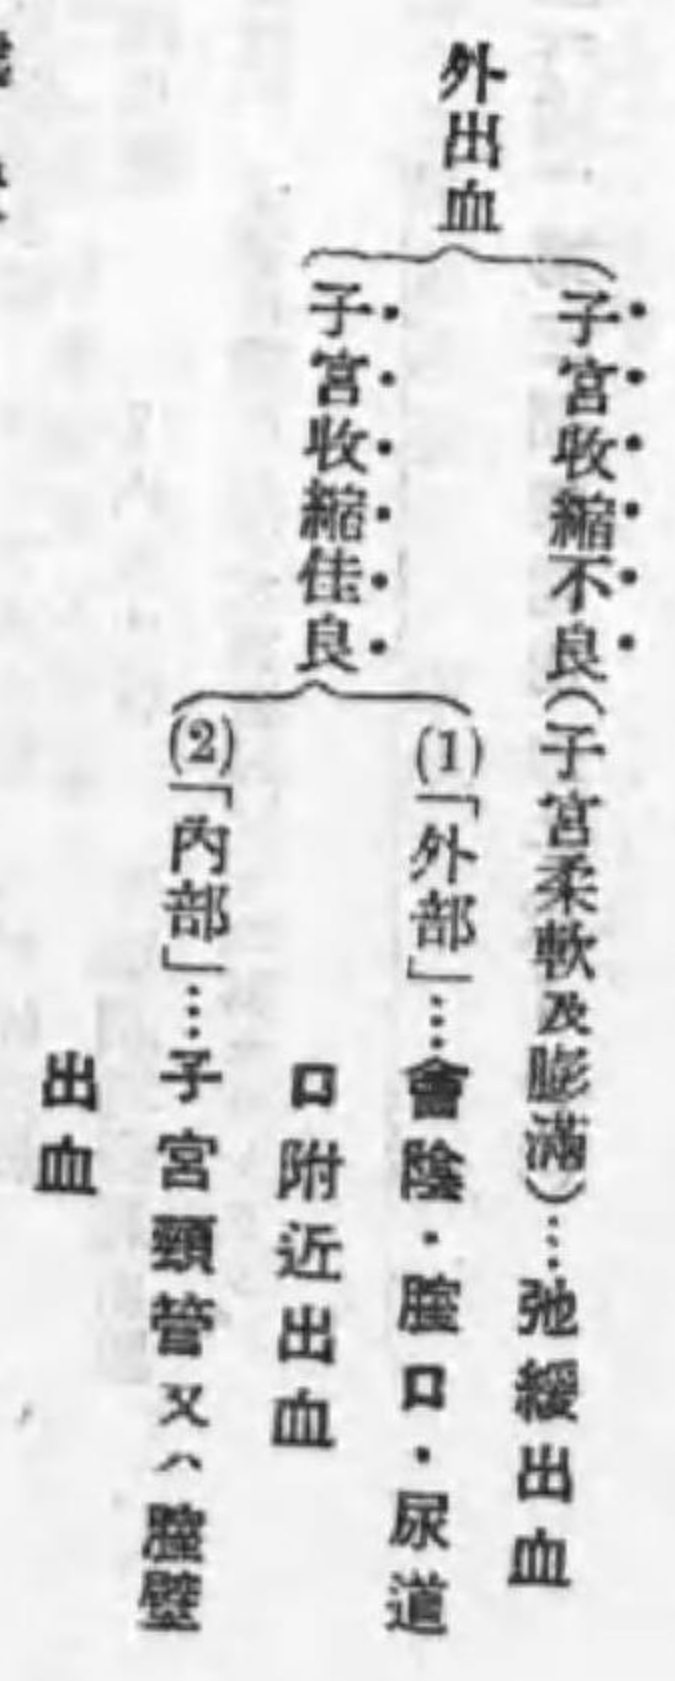 外出血
子宮收縮不良(子宮柔軟及膨滿)…弛緩出血
子宮收縮佳良
(1)「外部」…會陰・膣口・尿道
口附近出血
(2)「內部」…子宮頸管又ハ膣壁
出血